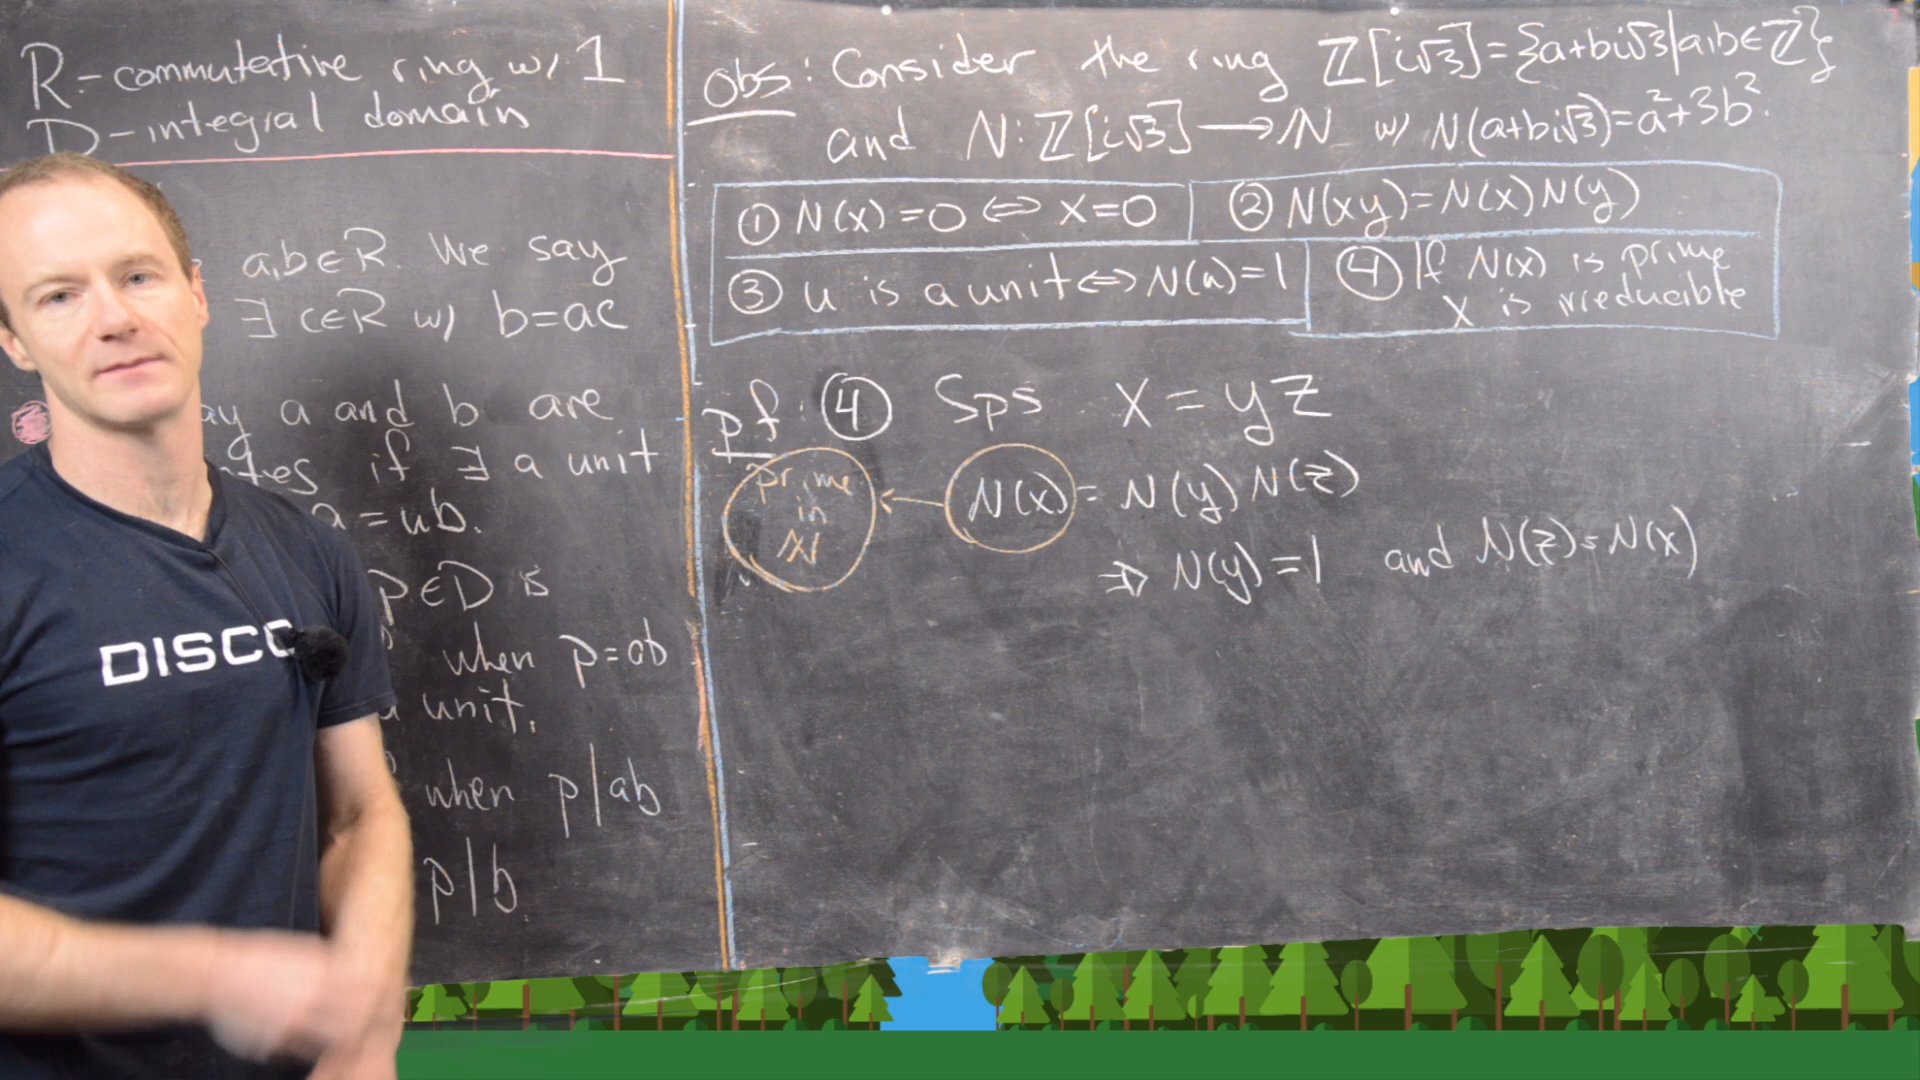 R - commutative ring w/ 1
D - integral domain
a,b∈R. We say
∃ c∈R w/ b=ac
a and b are
if ∃ a unit
a=ub.
p∈D is
when p=ab
unit.
when p|ab
p|b.
DISCO
Obs: Consider the ring ℤ[i√3]={a+bi√3|a,b∈ℤ}
and N:ℤ[i√3]→ℕ w/ N(a+bi√3)=a²+3b².
① N(x)=0 ⇔ x=0
② N(xy)=N(x)N(y)
③ u is a unit ⇔ N(u)=1
④ If N(x) is prime
x is irreducible
pf: ④ Sps x=yz
prime
in
ℕ
← N(x) = N(y)N(z)
⇒ N(y)=1 and N(z)=N(x)